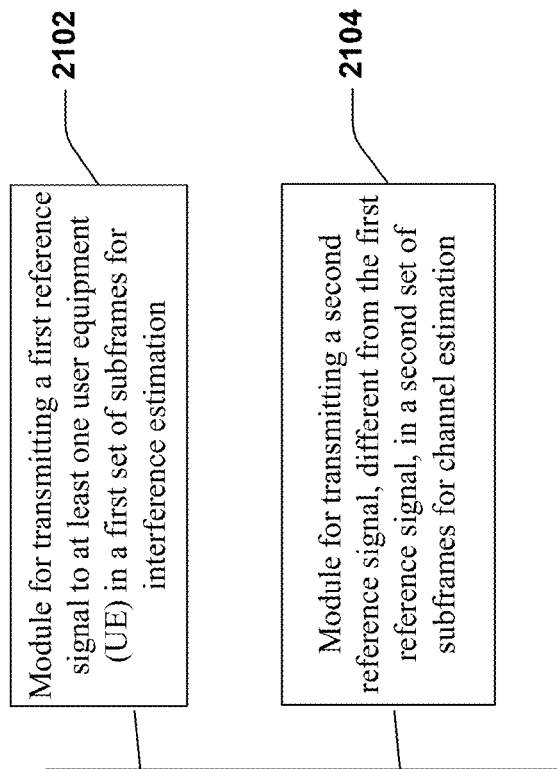 Module for transmitting a first reference
signal to at least one user equipment
(UE) in a first set of subframes for
interference estimation
2102
Module for transmitting a second
reference signal, different from the first
reference signal, in a second set of
subframes for channel estimation
2104